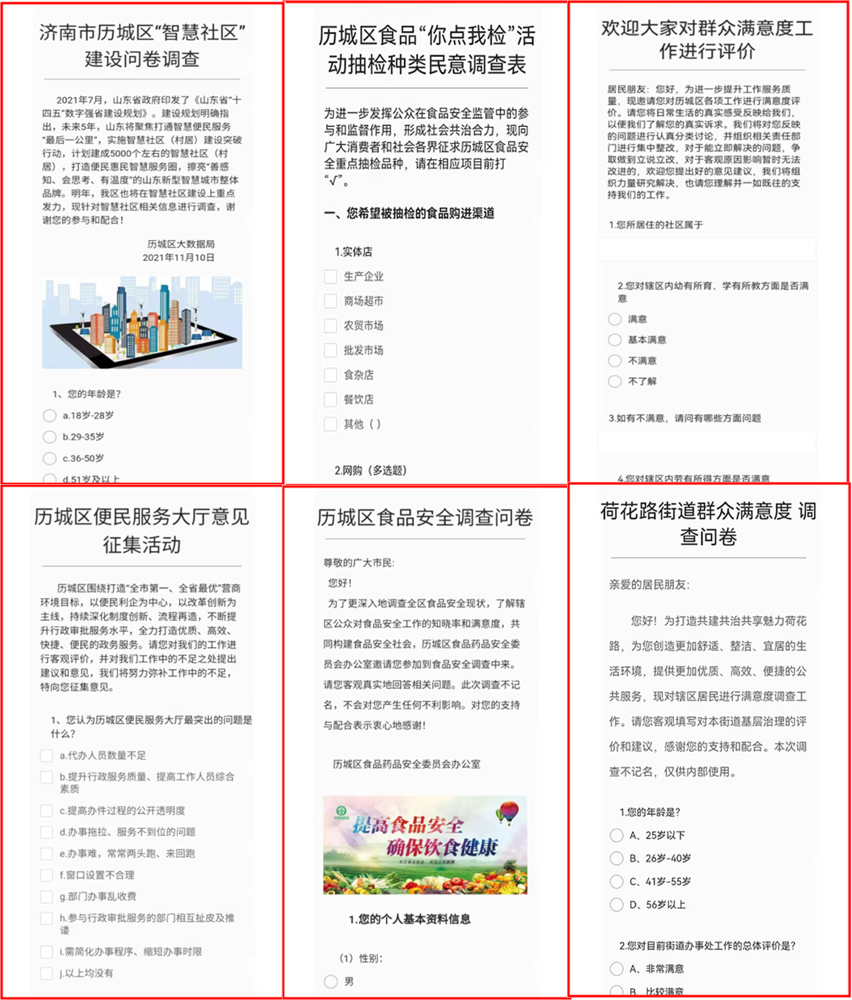 济南市历城区“智慧社区”
建设问卷调查
2021年7月，山东省政府印发了《山东省“十
四五”数字强省建设规划》。建设规划明确指
出，未来5年，山东将聚焦打通智慧便民服务
“最后一公里”，实施智慧社区（村居）建设突破
行动，计划建成5000个左右的智慧社区（村
居），打造便民惠民智慧服务圈，擦亮“善感
知、会思考、有温度”的山东新型智慧城市整体
品牌。明年，我区也将在智慧社区建设上重点
发力，现针对智慧社区相关信息进行调查，谢
谢您的参与和配合！
历城区大数据局
2021年11月10日
1、您的年龄是？
a.18岁-28岁
b.29-35岁
c.36-50岁
d.51岁及以上
历城区食品“你点我检”活
动抽检种类民意调查表
为进一步发挥公众在食品安全监管中的参
与和监督作用，形成社会共治合力，现向
广大消费者和社会各界征求历城区食品安
全重点抽检品种，请在相应项目前打
“√”。
一、您希望被抽检的食品购进渠道
1.实体店
生产企业
商场超市
农贸市场
批发市场
食杂店
餐饮店
其他（ ）
2.网购（多选题）
欢迎大家对群众满意度工
作进行评价
居民朋友：您好，为进一步提升工作服务质
量，现邀请您对历城区各项工作进行满意度评
价。请您将日常生活的真实感受反映给我们，
以便我们了解您的真实诉求。我们将对您反映
的问题进行认真分类讨论，并组织相关责任部
门进行集中整改，对于能立即解决的问题，争
取做到立说立改，对于客观原因影响暂时无法
改进的，欢迎您提出好的意见建议，我们将组
织力量研究解决，也请您理解并一如既往的支
持我们的工作。
1.您所居住的社区属于
2.您对辖区内幼有所育、学有所教方面是否满
意
满意
基本满意
不满意
不了解
3.如有不满意，请问有哪些方面问题
4.您对辖区内劳有所得方面是否满意
历城区便民服务大厅意见
征集活动
历城区围绕打造“全市第一、全省最优”营商
环境目标，以便民利企为中心，以改革创新为
主线，持续深化制度创新、流程再造，不断提
升行政审批服务水平，全力打造优质、高效、
快捷、便民的政务服务。请您对我们的工作进
行客观评价，并对我们工作中的不足之处提出
建议和意见，我们将努力弥补工作中的不足，
特向您征集意见。
1、您认为历城区便民服务大厅最突出的问题是
什么？
a.代办人员数量不足
b.提升行政服务质量、提高工作人员综合
素质
c.提高办件过程的公开透明度
d.办事拖拉、服务不到位的问题
e.办事难，常常两头跑、来回跑
f.窗口设置不合理
g.部门办事乱收费
h.参与行政审批服务的部门相互扯皮及推
诿
i.需简化办事程序、缩短办事时限
j.以上均没有
历城区食品安全调查问卷
尊敬的广大市民:
您好！
为了更深入地调查全区食品安全现状，了解辖
区公众对食品安全工作的知晓率和满意度，共
同构建食品安全社会，历城区食品药品安全委
员会办公室邀请您参加到食品安全调查中来。
请您客观真实地回答相关问题。此次调查不记
名，不会对您产生任何不利影响。对您的支持
与配合表示衷心地感谢！
历城区食品药品安全委员会办公室
提高食品安全
确保饮食健康
1.您的个人基本资料信息
（1）性别：
男
荷花路街道群众满意度 调
查问卷
亲爱的居民朋友：
您好！为打造共建共治共享魅力荷花
路，为您创造更加舒适、整洁、宜居的生
活环境，提供更加优质、高效、便捷的公
共服务，现对辖区居民进行满意度调查工
作。请您客观填写对本街道基层治理的评
价和建议，感谢您的支持和配合。本次调
查不记名，仅供内部使用。
1.您的年龄是？
A、25岁以下
B、26岁-40岁
C、41岁-55岁
D、56岁以上
2.您对目前街道办事处工作的总体评价是？
A、非常满意
B、比较满意